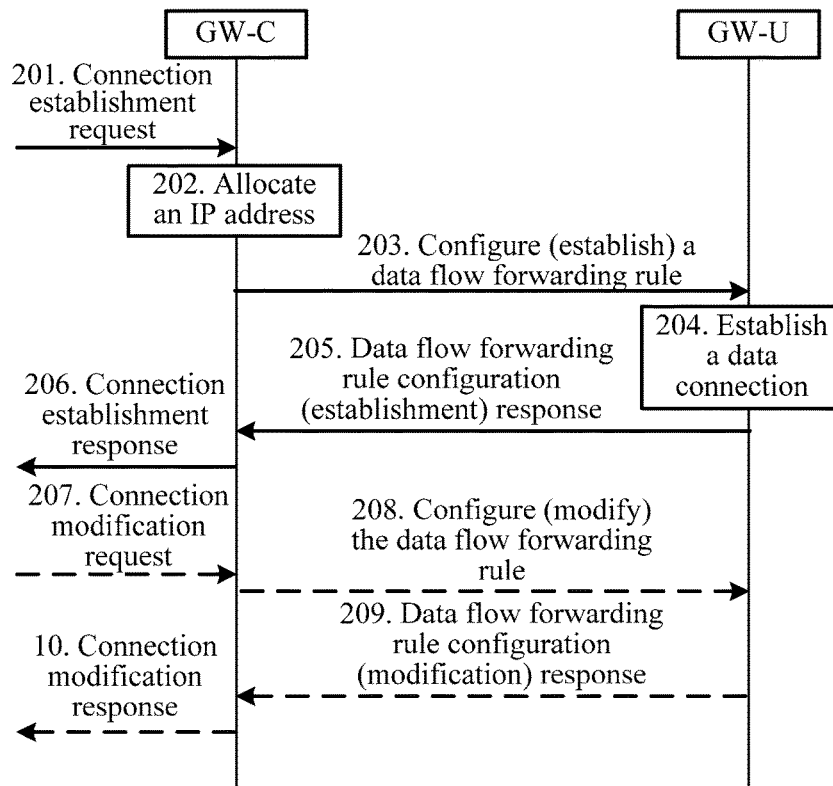 GW-C
GW-U
201. Connection
establishment
request
202. Allocate
an IP address
203. Configure (establish) a
data flow forwarding rule
204. Establish
a data
connection
205. Data flow forwarding
rule configuration
(establishment) response
206. Connection
establishment
response
207. Connection
modification
request
208. Configure (modify)
the data flow forwarding
rule
209. Data flow forwarding
rule configuration
(modification) response
10. Connection
modification
response